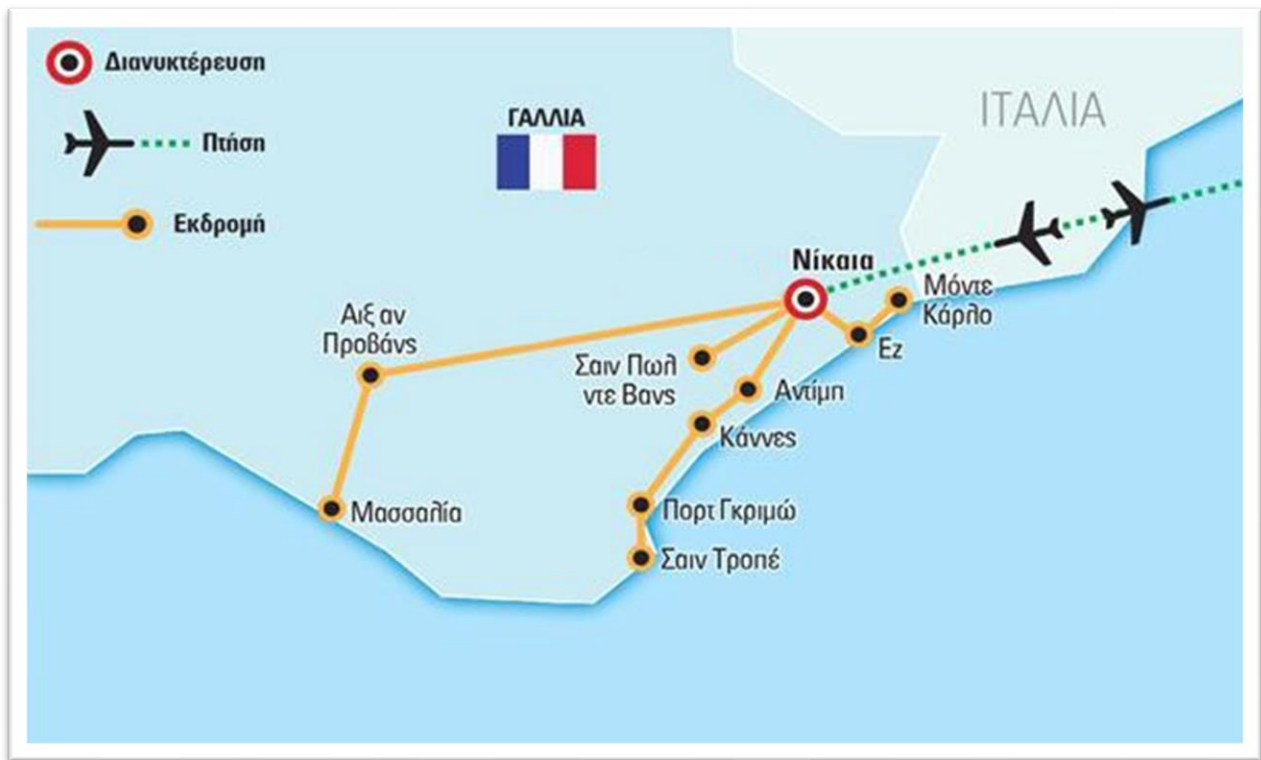 Διανυκτέρευση
Πτήση
Εκδρομή
ΓΑΛΛΙΑ
ΙΤΑΛΙΑ
Νίκαια
Μόντε
Κάρλο
Εζ
Αιξ αν
Προβάνς
Σαιν Πωλ
ντε Βανς
Αντίμπ
Κάννες
Μασσαλία
Πορτ Γκριμώ
Σαιν Τροπέ